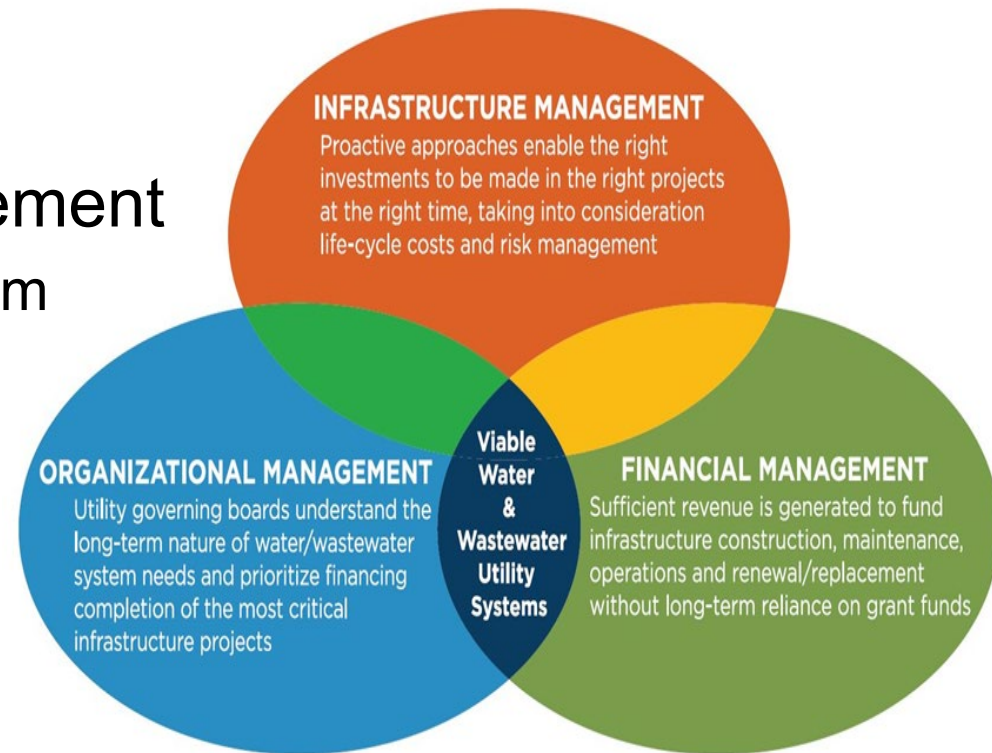 ement
m
INFRASTRUCTURE MANAGEMENT
Proactive approaches enable the right
investments to be made in the right projects
at the right time, taking into consideration
life-cycle costs and risk management
ORGANIZATIONAL MANAGEMENT
Utility governing boards understand the
long-term nature of water/wastewater
system needs and prioritize financing
completion of the most critical
infrastructure projects
Viable
Water
&
Wastewater
Utility
Systems
FINANCIAL MANAGEMENT
Sufficient revenue is generated to fund
infrastructure construction, maintenance,
operations and renewal/replacement
without long-term reliance on grant funds